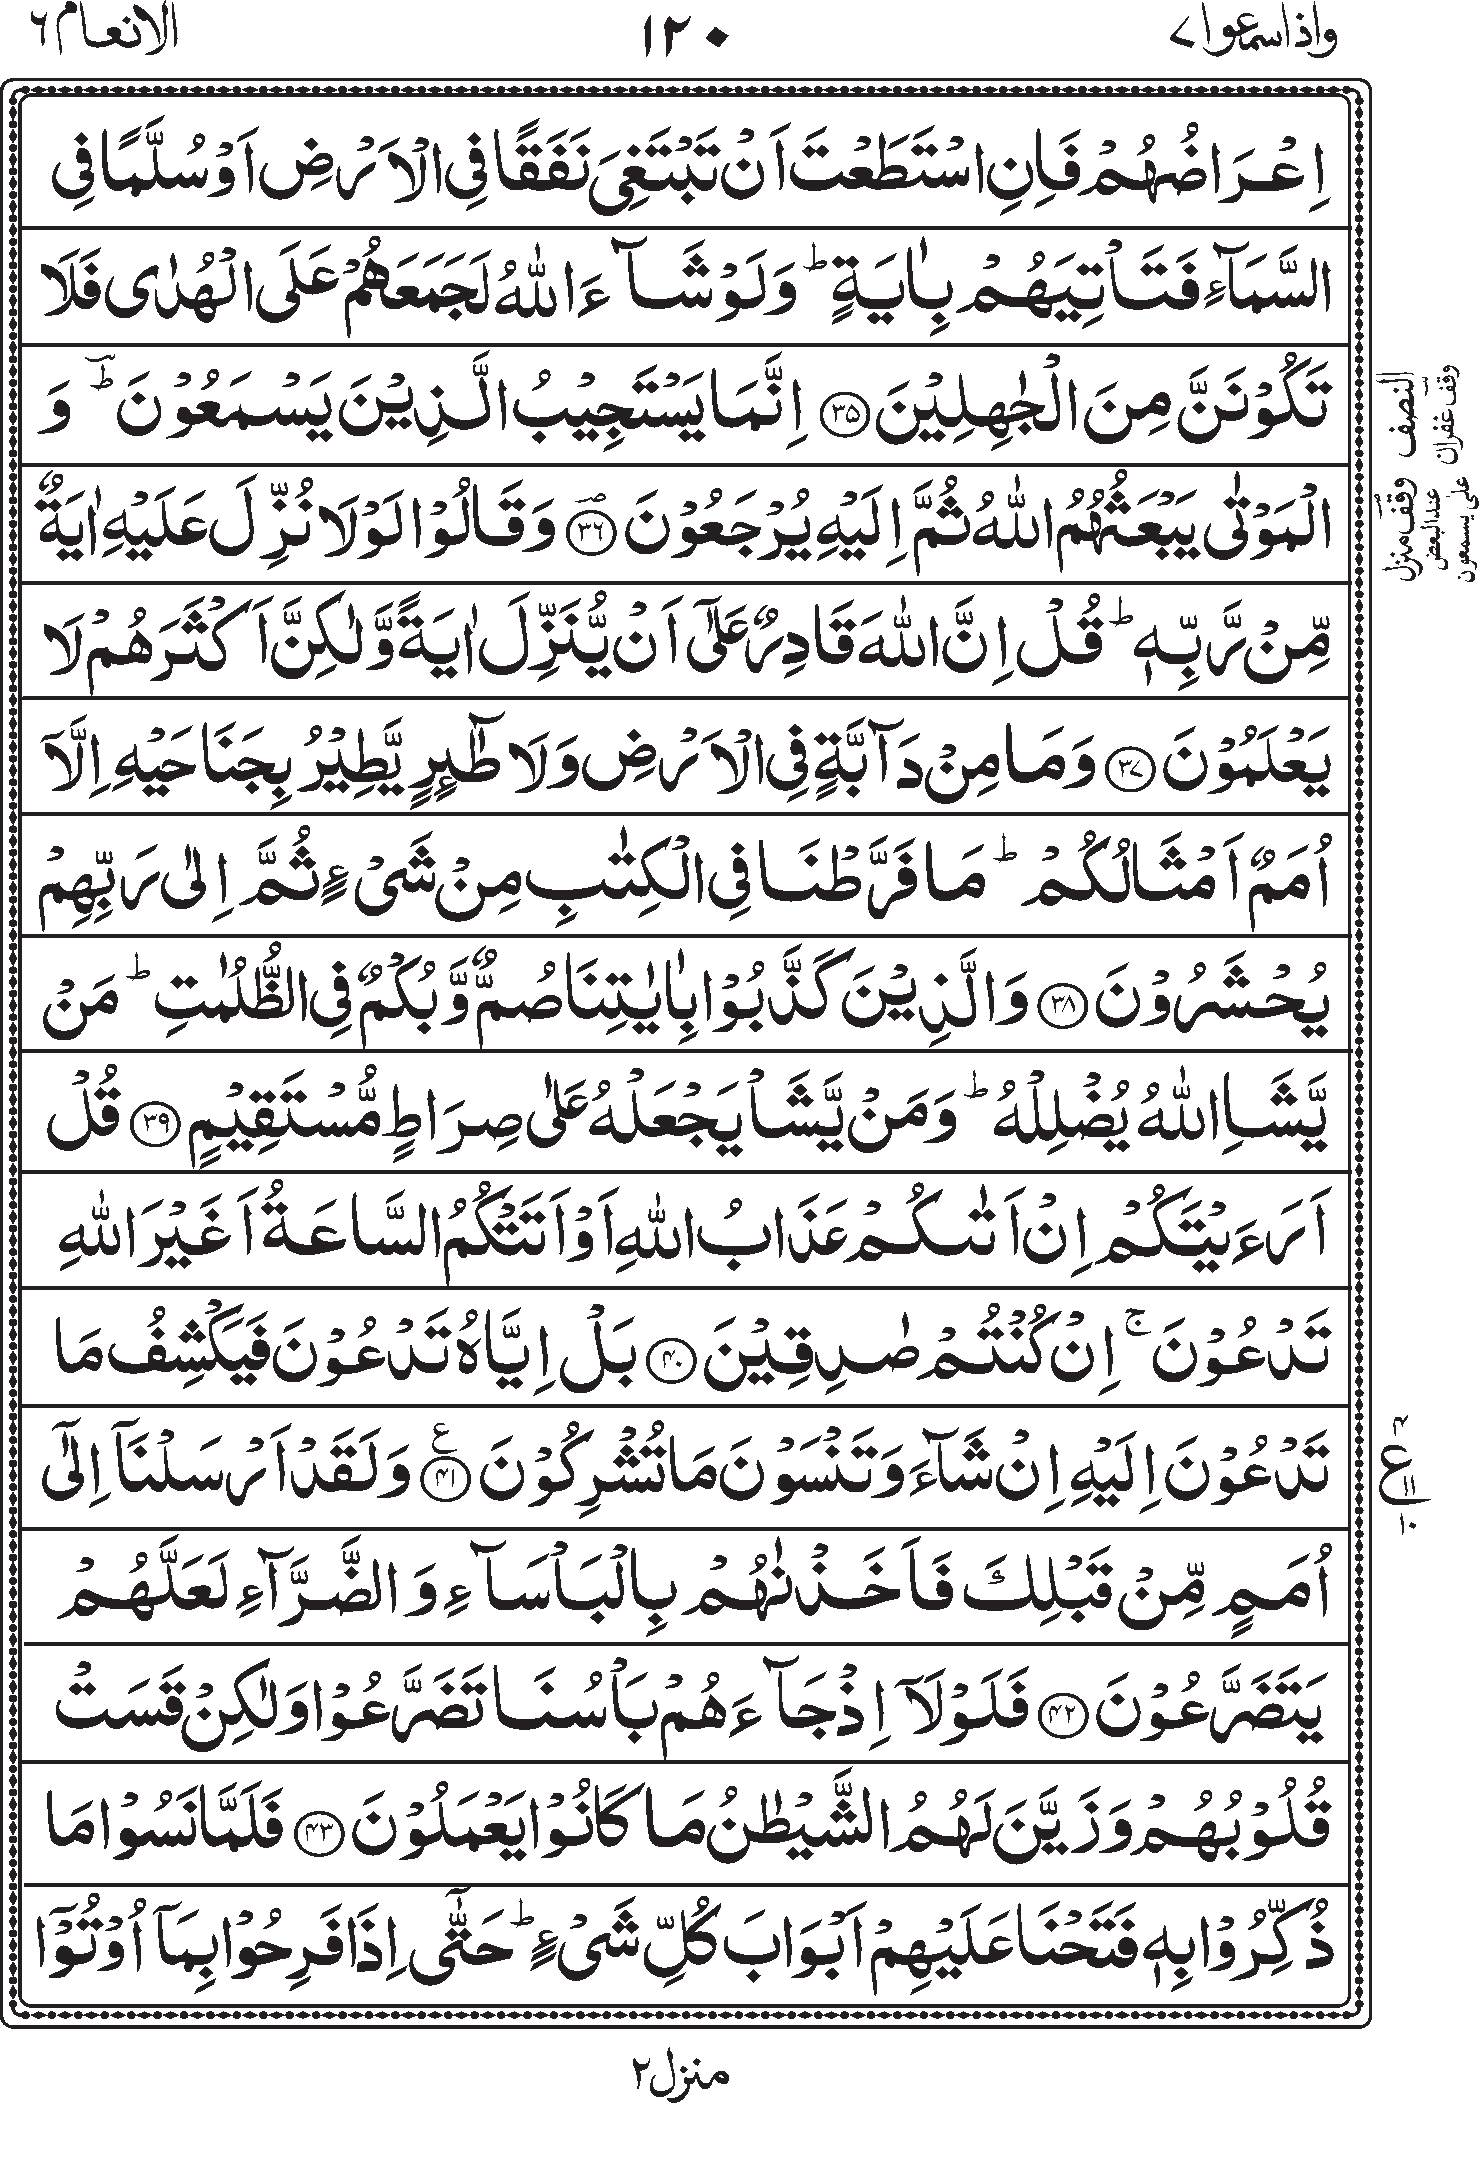 واذاسمعوا ٧
١٢٠
الانعام ٦
اِعْرَاضُهُمْ فَاِنِ اسْتَطَعْتَ اَنْ تَبْتَغِیَ نَفَقًا فِی الْاَرْضِ اَوْ سُلَّمًا فِی
السَّمَآءِ فَتَاْتِیَهُمْ بِاٰیَةٍ ؕ وَلَوْ شَآءَ اللّٰهُ لَجَمَعَهُمْ عَلَی الْهُدٰی فَلَا
تَكُوْنَنَّ مِنَ الْجٰهِلِیْنَ ﴿٣٥﴾ اِنَّمَا یَسْتَجِیْبُ الَّذِیْنَ یَسْمَعُوْنَ ؕ وَ
الْمَوْتٰی یَبْعَثُهُمُ اللّٰهُ ثُمَّ اِلَیْهِ یُرْجَعُوْنَ ﴿٣٦﴾ؔ وَقَالُوْا لَوْلَا نُزِّلَ عَلَیْهِ اٰیَةٌ
مِّنْ رَّبِّهٖ ؕ قُلْ اِنَّ اللّٰهَ قَادِرٌ عَلٰۤی اَنْ یُّنَزِّلَ اٰیَةً وَّلٰكِنَّ اَكْثَرَهُمْ لَا
یَعْلَمُوْنَ ﴿٣٧﴾ وَمَا مِنْ دَآبَّةٍ فِی الْاَرْضِ وَلَا طٰٓئِرٍ یَّطِیْرُ بِجَنَاحَیْهِ اِلَّاۤ
اُمَمٌ اَمْثَالُكُمْ ؕ مَا فَرَّطْنَا فِی الْكِتٰبِ مِنْ شَیْءٍ ثُمَّ اِلٰی رَبِّهِمْ
یُحْشَرُوْنَ ﴿٣٨﴾ وَالَّذِیْنَ كَذَّبُوْا بِاٰیٰتِنَا صُمٌّ وَّبُكْمٌ فِی الظُّلُمٰتِ ؕ مَنْ
یَّشَاِ اللّٰهُ یُضْلِلْهُ ؕ وَمَنْ یَّشَاْ یَجْعَلْهُ عَلٰی صِرَاطٍ مُّسْتَقِیْمٍ ﴿٣٩﴾ قُلْ
اَرَءَیْتَكُمْ اِنْ اَتٰىكُمْ عَذَابُ اللّٰهِ اَوْ اَتَتْكُمُ السَّاعَةُ اَغَیْرَ اللّٰهِ
تَدْعُوْنَ ۚ اِنْ كُنْتُمْ صٰدِقِیْنَ ﴿٤٠﴾ بَلْ اِیَّاهُ تَدْعُوْنَ فَیَكْشِفُ مَا
تَدْعُوْنَ اِلَیْهِ اِنْ شَآءَ وَتَنْسَوْنَ مَا تُشْرِكُوْنَ ﴿٤١﴾ع وَلَقَدْ اَرْسَلْنَاۤ اِلٰۤی
اُمَمٍ مِّنْ قَبْلِكَ فَاَخَذْنٰهُمْ بِالْبَاْسَآءِ وَالضَّرَّآءِ لَعَلَّهُمْ
یَتَضَرَّعُوْنَ ﴿٤٢﴾ فَلَوْلَاۤ اِذْ جَآءَهُمْ بَاْسُنَا تَضَرَّعُوْا وَلٰكِنْ قَسَتْ
قُلُوْبُهُمْ وَزَیَّنَ لَهُمُ الشَّیْطٰنُ مَا كَانُوْا یَعْمَلُوْنَ ﴿٤٣﴾ فَلَمَّا نَسُوْا مَا
ذُكِّرُوْا بِهٖ فَتَحْنَا عَلَیْهِمْ اَبْوَابَ كُلِّ شَیْءٍ ؕ حَتّٰۤی اِذَا فَرِحُوْا بِمَاۤ اُوْتُوْۤا
النصف وقف منزل
وقف غفران
عند البعض
علی یسمعون
٤
ع
١١
١٠
منزل ٢